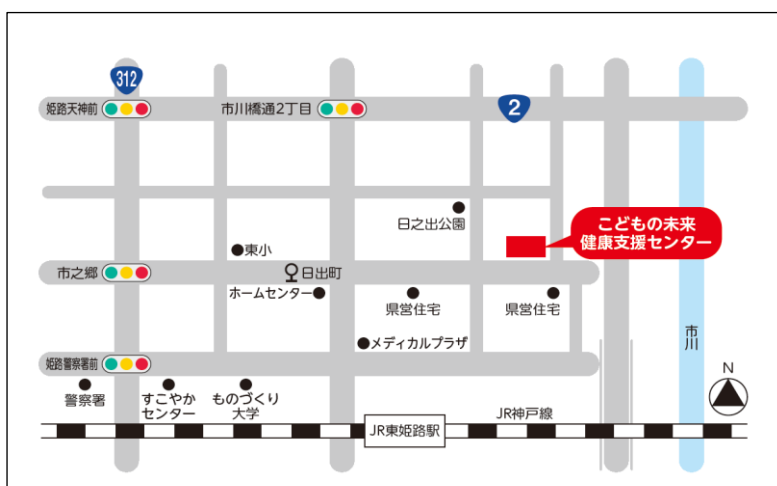 312
姫路天神前
市川橋通2丁目
2
日之出公園
こどもの未来
健康支援センター
東小
市之郷
日出町
ホームセンター
県営住宅
県営住宅
市川
メディカルプラザ
姫路警察署前
N
警察署
すこやか
センター
ものづくり
大学
JR神戸線
JR東姫路駅